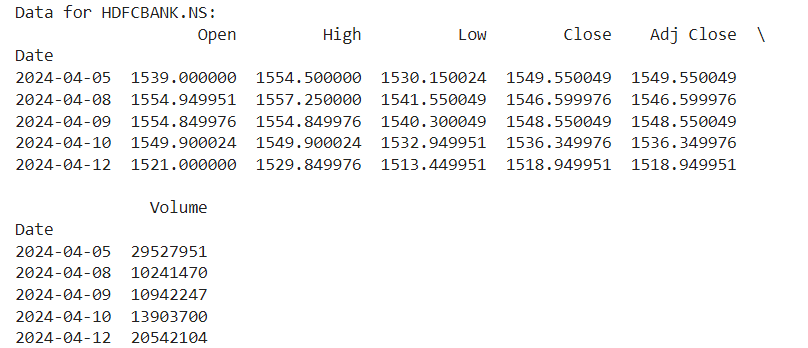 Data for HDFCBANK.NS:
Open High Low Close Adj Close \
Date
2024-04-05 1539.000000 1554.500000 1530.150024 1549.550049 1549.550049
2024-04-08 1554.949951 1557.250000 1541.550049 1546.599976 1546.599976
2024-04-09 1554.849976 1554.849976 1540.300049 1548.550049 1548.550049
2024-04-10 1549.900024 1549.900024 1532.949951 1536.349976 1536.349976
2024-04-12 1521.000000 1529.849976 1513.449951 1518.949951 1518.949951
Volume
Date
2024-04-05 29527951
2024-04-08 10241470
2024-04-09 10942247
2024-04-10 13903700
2024-04-12 20542104